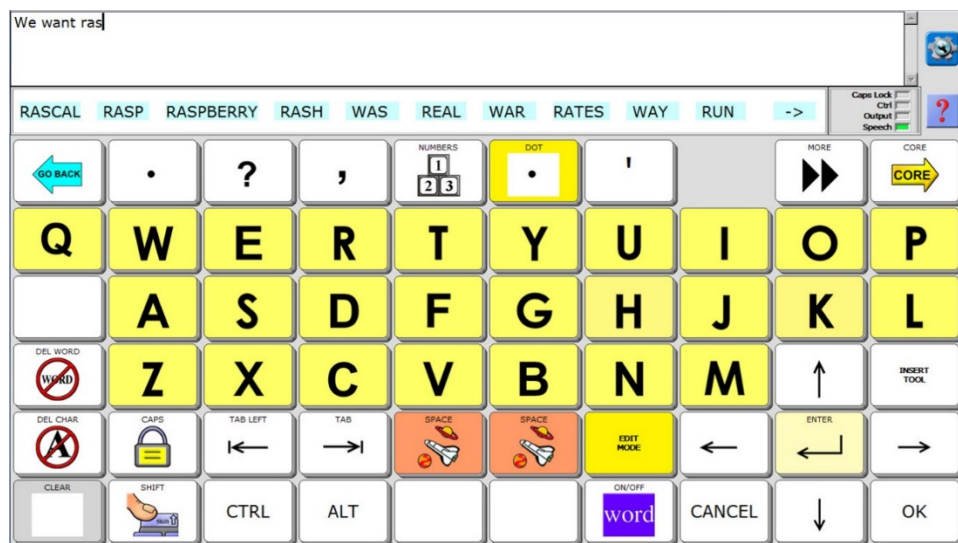 We want ras
Caps Lock
Ctrl
Output
Speech
?
RASCAL RASP RASPBERRY RASH WAS REAL WAR RATES WAY RUN ->
GO BACK . ? , NUMBERS 1 2 3 DOT . ' MORE CORE CORE
Q W E R T Y U I O P
A S D F G H J K L
DEL WORD WORD Z X C V B N M ↑ INSERT TOOL
DEL CHAR A CAPS TAB LEFT TAB SPACE SPACE EDIT MODE ← ENTER →
CLEAR SHIFT Shift CTRL ALT ON/OFF word CANCEL ↓ OK